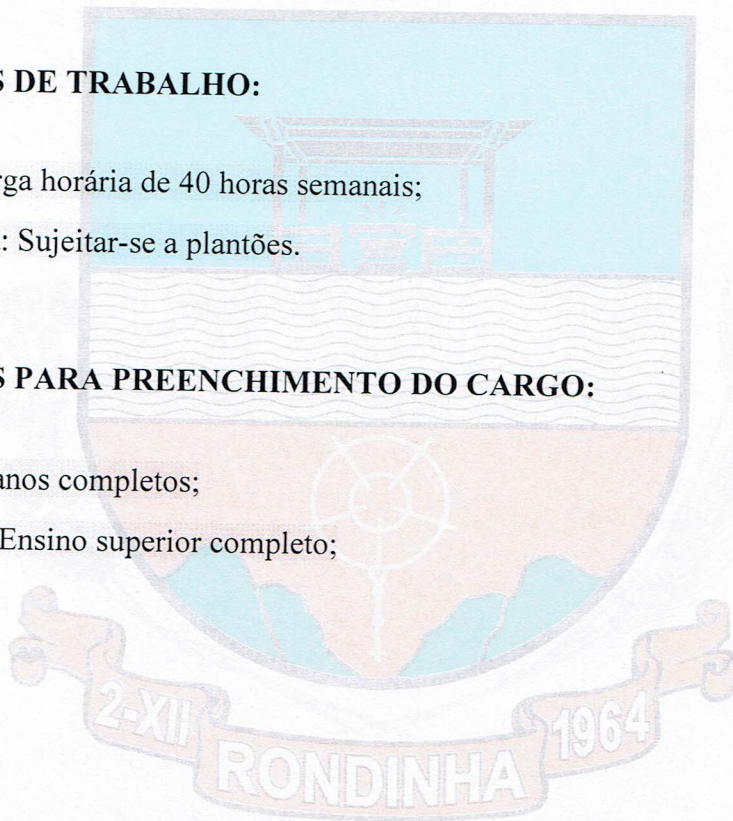 S DE TRABALHO:
rga horária de 40 horas semanais;
: Sujeitar-se a plantões.
S PARA PREENCHIMENTO DO CARGO:
anos completos;
Ensino superior completo;
2-XII
RONDINHA
1964